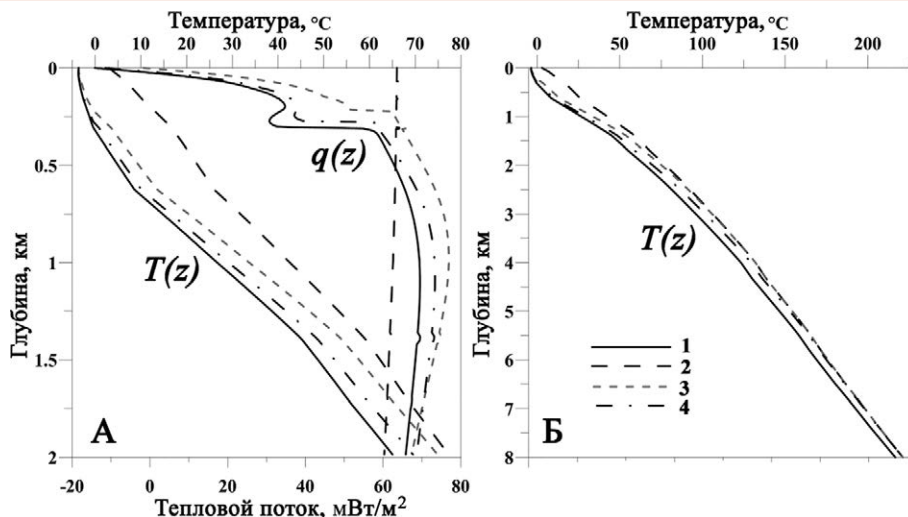 Температура, °C
0 10 20 30 40 50 60 70 80
Глубина, км
0
0.5
1
1.5
2
q(z)
T(z)
А
-20 0 20 40 60 80
Тепловой поток, мВт/м²
Температура, °C
0 50 100 150 200
Глубина, км
0
1
2
3
4
5
6
7
8
T(z)
1
2
3
4
Б